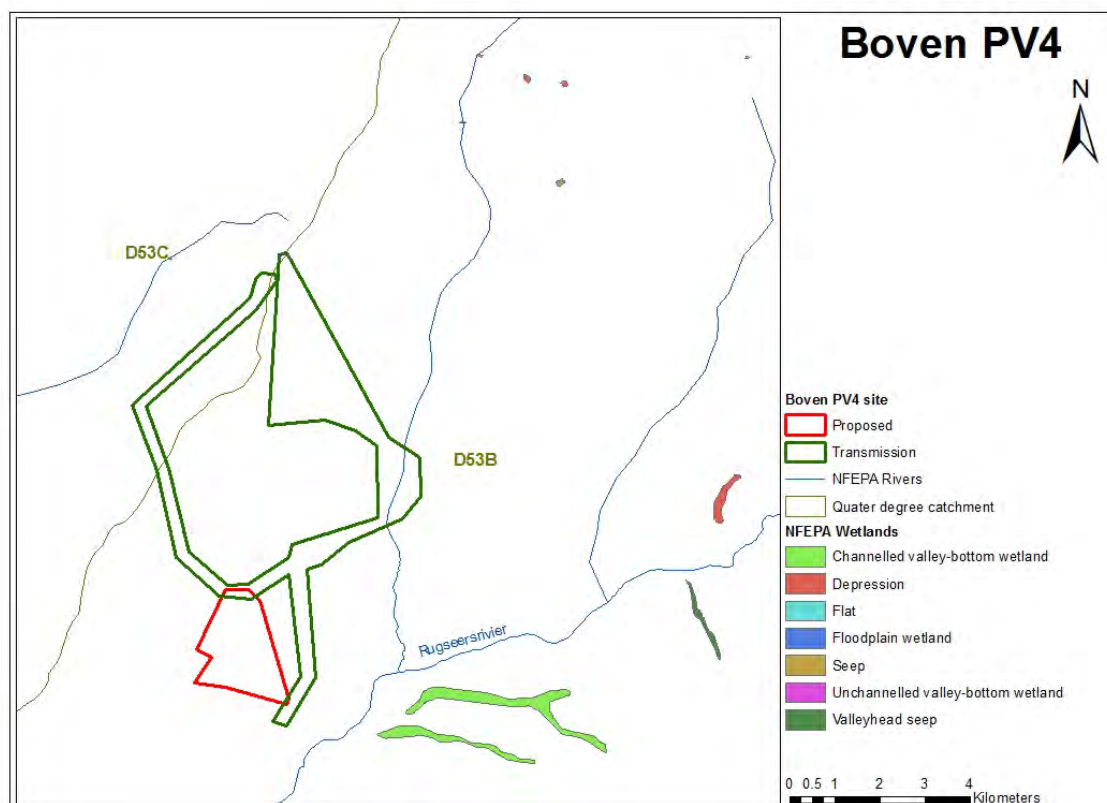 Boven PV4
N
D53C
D53B
Rugseersrivier
Boven PV4 site
Proposed
Transmission
NFEPA Rivers
Quater degree catchment
NFEPA Wetlands
Channelled valley-bottom wetland
Depression
Flat
Floodplain wetland
Seep
Unchannelled valley-bottom wetland
Valleyhead seep
0 0.5 1 2 3 4
Kilometers